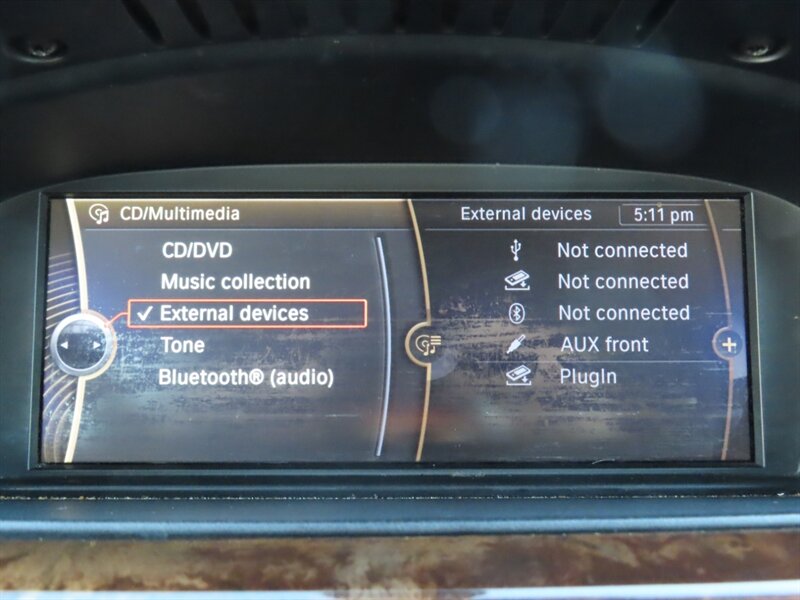 CD/Multimedia
CD/DVD
Music collection
External devices
Tone
Bluetooth® (audio)
External devices 5:11 pm
Not connected
Not connected
Not connected
AUX front
PlugIn